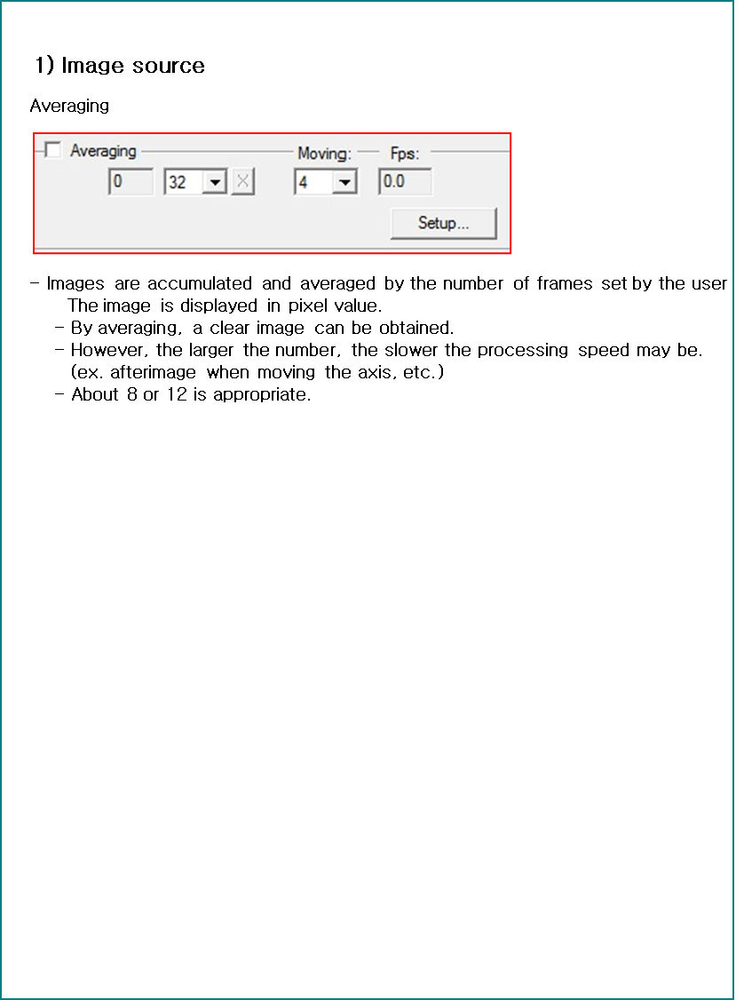 1) Image source
Averaging
Averaging Moving: Fps:
0 32 X 4 0.0
Setup...
- Images are accumulated and averaged by the number of frames set by the user
The image is displayed in pixel value.
- By averaging, a clear image can be obtained.
- However, the larger the number, the slower the processing speed may be.
(ex. afterimage when moving the axis, etc.)
- About 8 or 12 is appropriate.